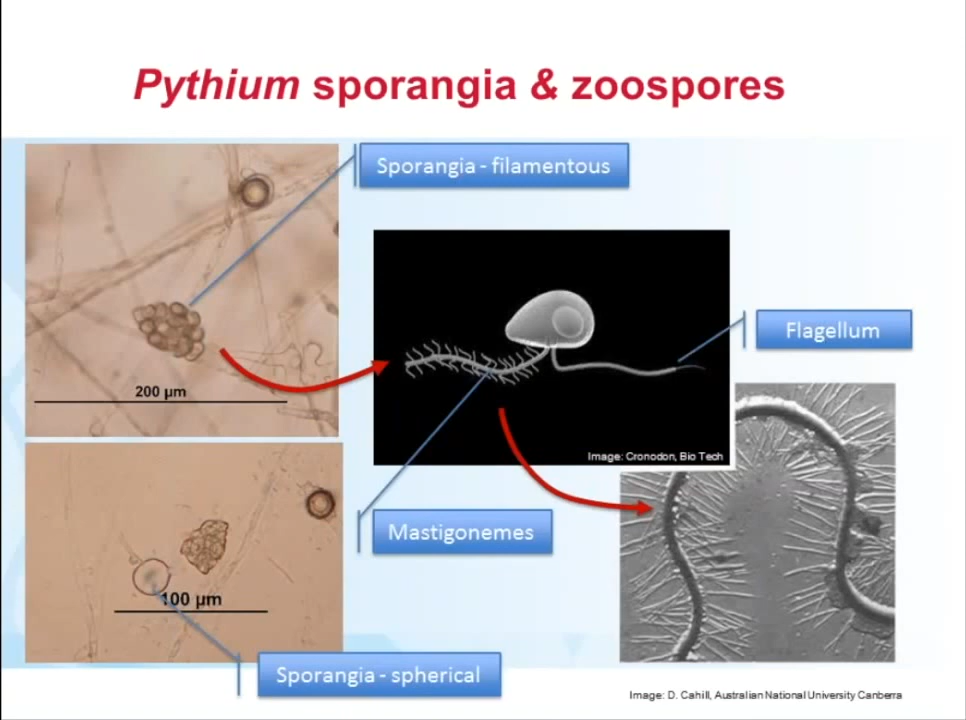 Pythium sporangia & zoospores
Sporangia - filamentous
200 µm
Flagellum
Image: Cronodon, Bio Tech
Mastigonemes
100 µm
Sporangia - spherical
Image: D. Cahill, Australian National University Canberra